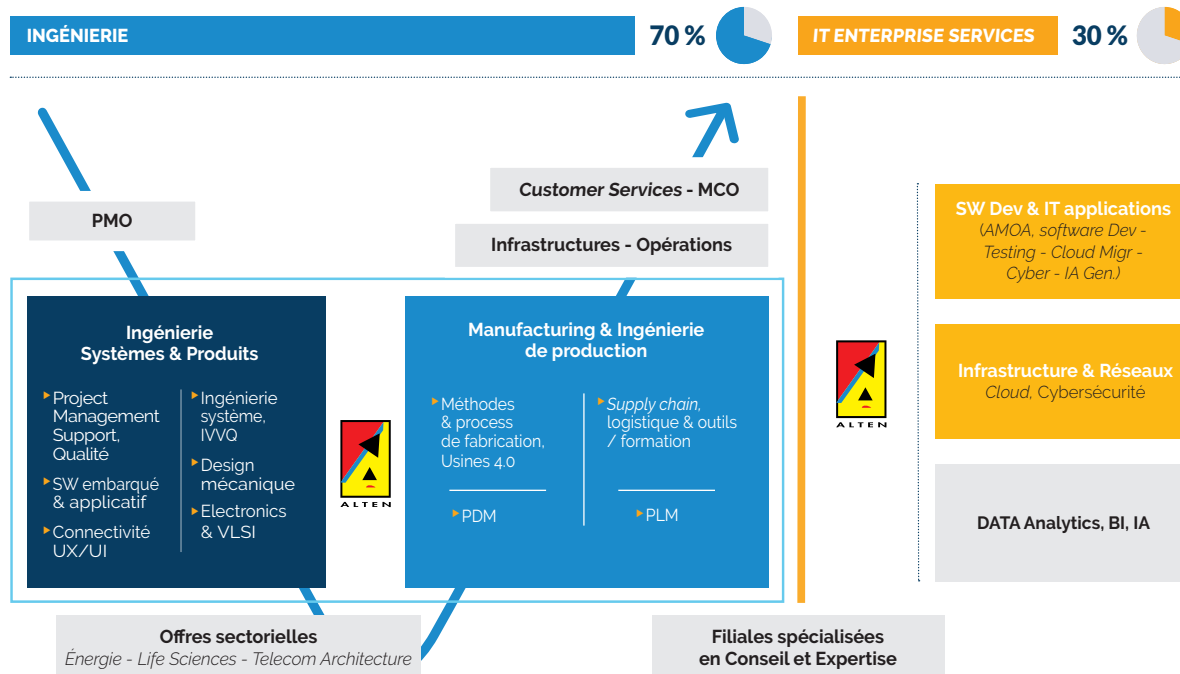 INGÉNIERIE
70 %
IT ENTERPRISE SERVICES
30 %
PMO
Customer Services - MCO
Infrastructures - Opérations
Ingénierie
Systèmes & Produits
Project
Management
Support,
Qualité
SW embarqué
& applicatif
Connectivité
UX/UI
Ingénierie
système,
IVVQ
Design
mécanique
Electronics
& VLSI
ALTEN
Manufacturing & Ingénierie
de production
Méthodes
& process
de fabrication,
Usines 4.0
PDM
Supply chain,
logistique & outils
/ formation
PLM
ALTEN
SW Dev & IT applications
(AMOA, software Dev -
Testing - Cloud Migr -
Cyber - IA Gen.)
Infrastructure & Réseaux
Cloud, Cybersécurité
DATA Analytics, BI, IA
Offres sectorielles
Énergie - Life Sciences - Telecom Architecture
Filiales spécialisées
en Conseil et Expertise